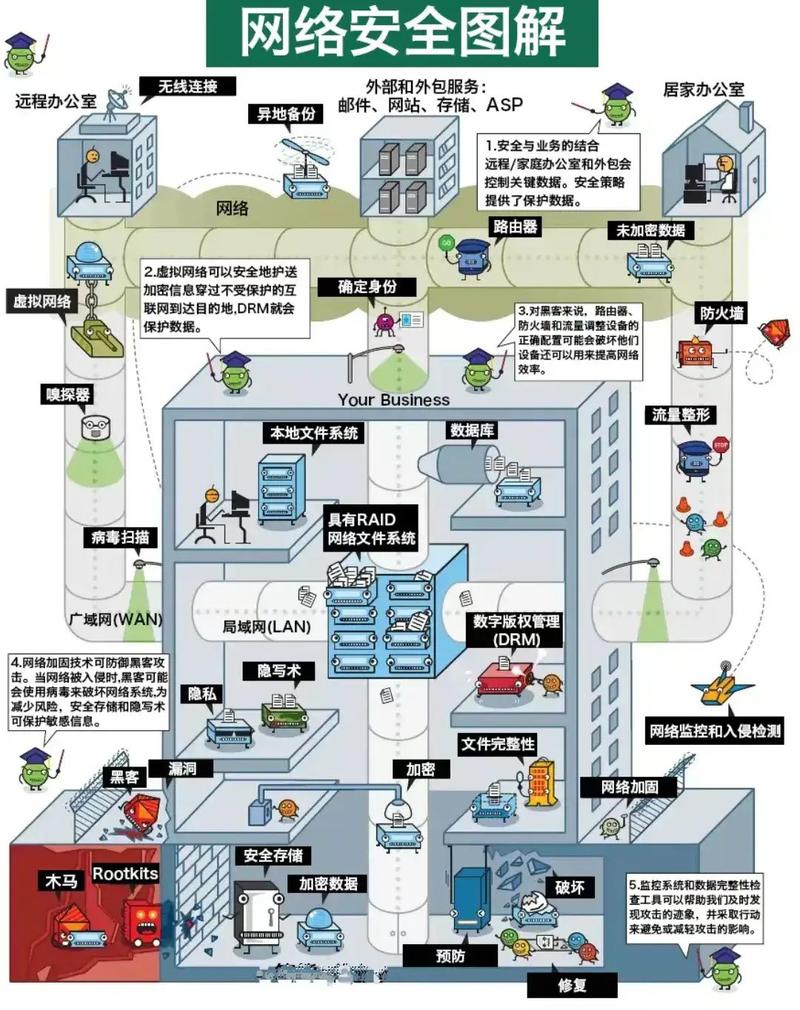 网络安全图解
远程办公室
无线连接
异地备份
外部和外包服务：
邮件、网站、存储、ASP
居家办公室
1.安全与业务的结合
远程/家庭办公室和外包会
控制关键数据。安全策略
提供了保护数据。
网络
GO
路由器
未加密数据
虚拟网络
2.虚拟网络可以安全地护送
加密信息穿过不受保护的互
联网到达目的地,DRM就会
保护数据。
确定身份
3.对黑客来说，路由器、
防火墙和流量调整设备的
正确配置可能会破坏他们
设备还可以用来提高网络
效率。
防火墙
嗅探器
Your Business
流量整形
STOP
本地文件系统
数据库
病毒扫描
具有RAID
网络文件系统
广域网(WAN)
局域网(LAN)
数字版权管理
(DRM)
4.网络加固技术可防御黑客攻
击。当网络被入侵时,黑客可能
会使用病毒来破坏网络系统,为
减少风险，安全存储和隐写术
可保护敏感信息。
隐私
隐写术
网络监控和入侵检测
文件完整性
黑客
漏洞
加密
网络加固
木马
Rootkits
安全存储
加密数据
破坏
5.监控系统和数据完整性检
查工具可以帮助我们及时发
现攻击的迹象，并采取行动
来避免或减轻攻击的影响。
预防
修复